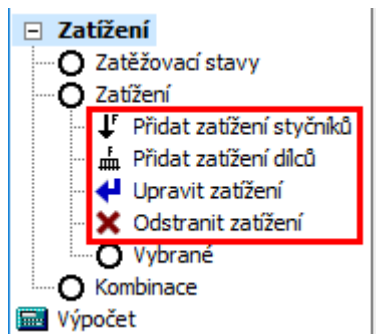 Zatížení
Zatěžovací stavy
Zatížení
Přidat zatížení styčníků
Přidat zatížení dílců
Upravit zatížení
Odstranit zatížení
Vybrané
Kombinace
Výpočet